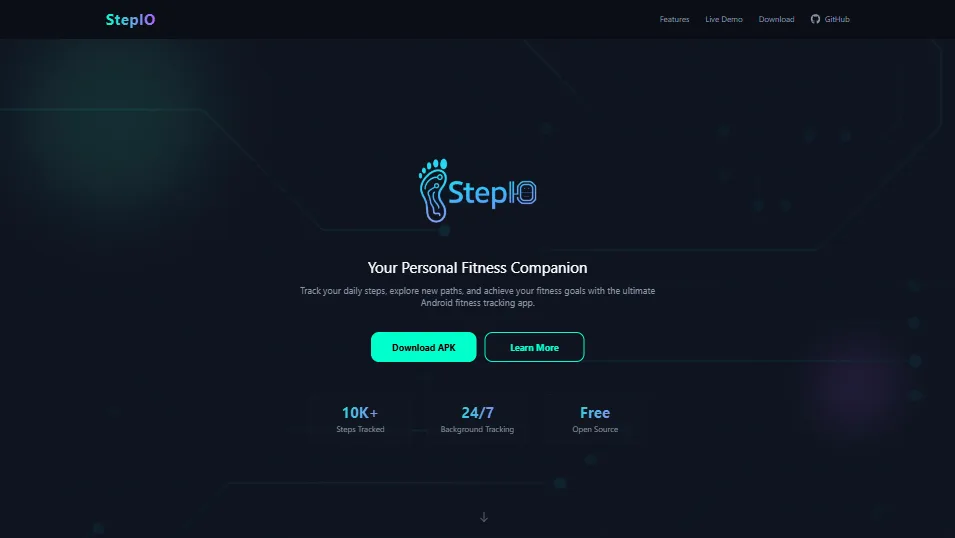 StepIO
Features
Live Demo
Download
GitHub
StepIO
Your Personal Fitness Companion
Track your daily steps, explore new paths, and achieve your fitness goals with the ultimate
Android fitness tracking app.
Download APK
Learn More
10K+
Steps Tracked
24/7
Background Tracking
Free
Open Source